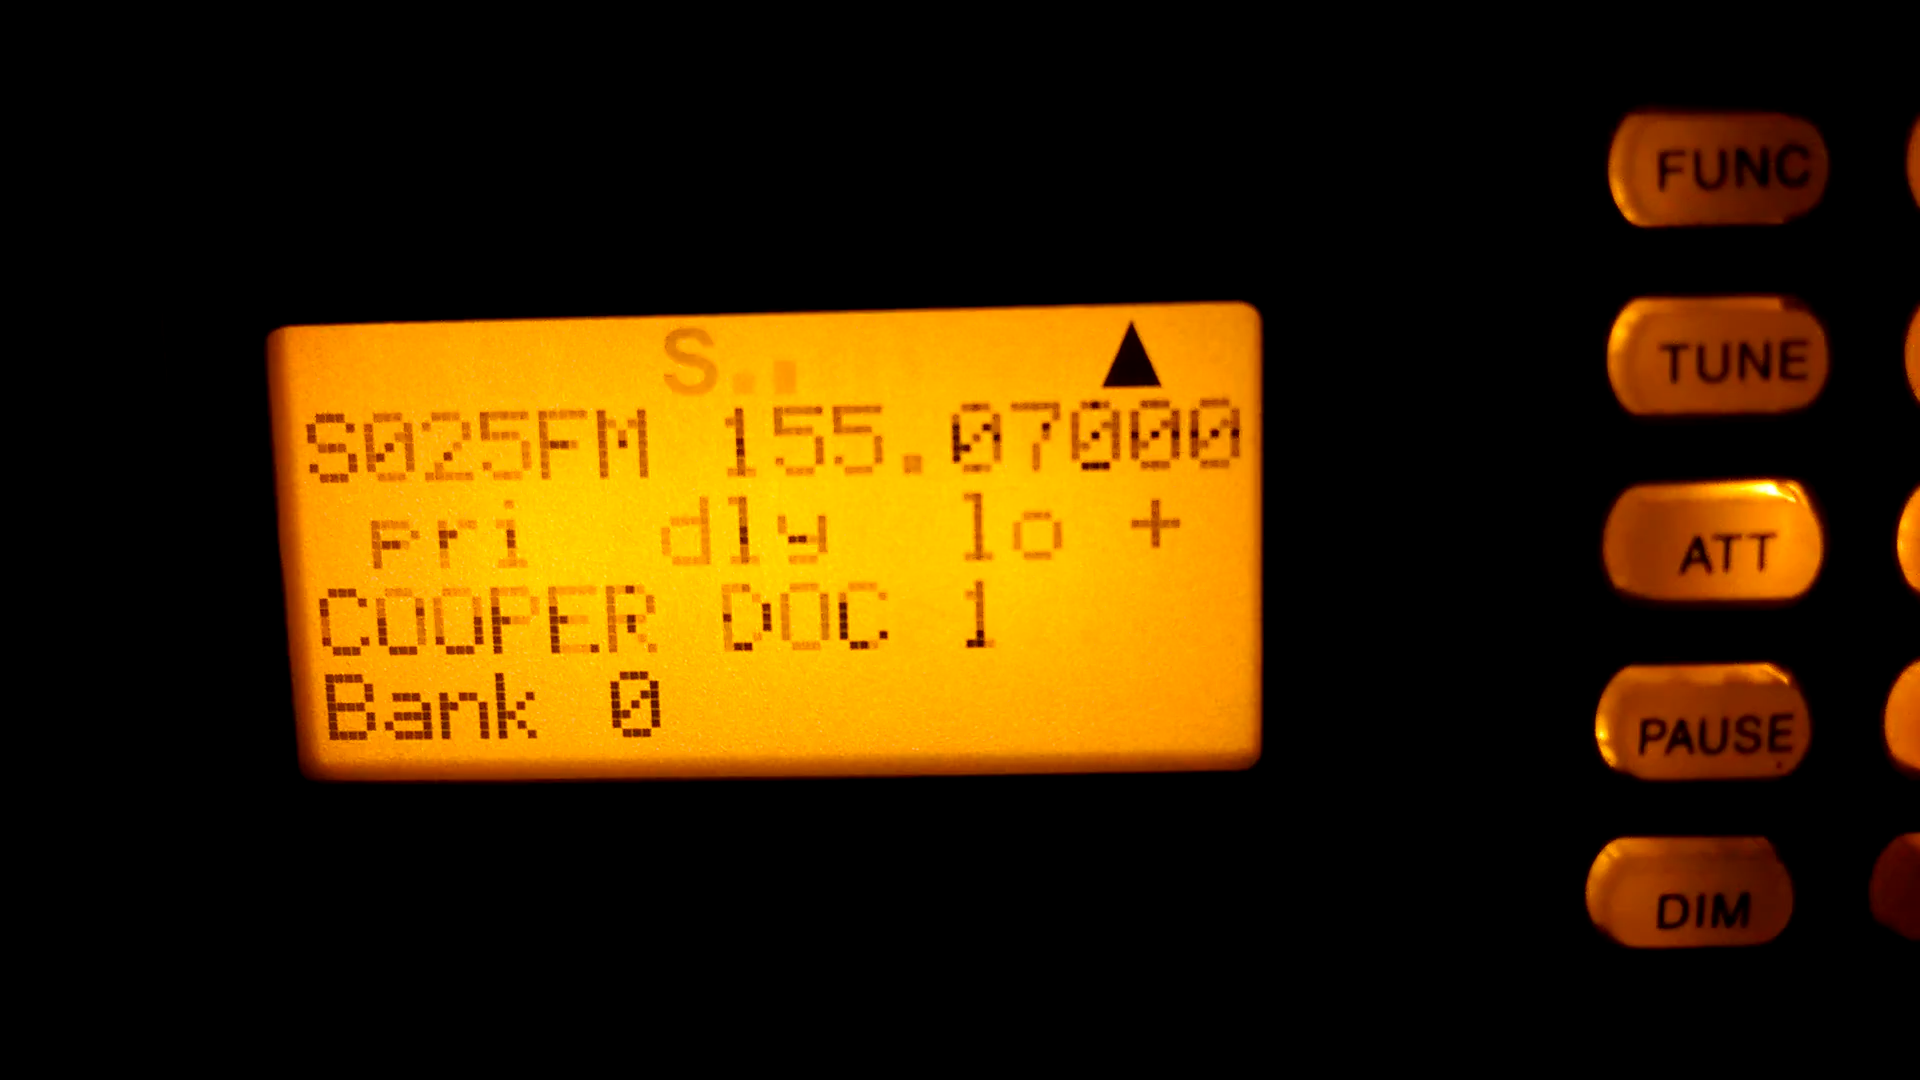 S..
S025FM 155.07000
pri dly lo +
COOPER DOC 1
Bank 0
FUNC
TUNE
ATT
PAUSE
DIM